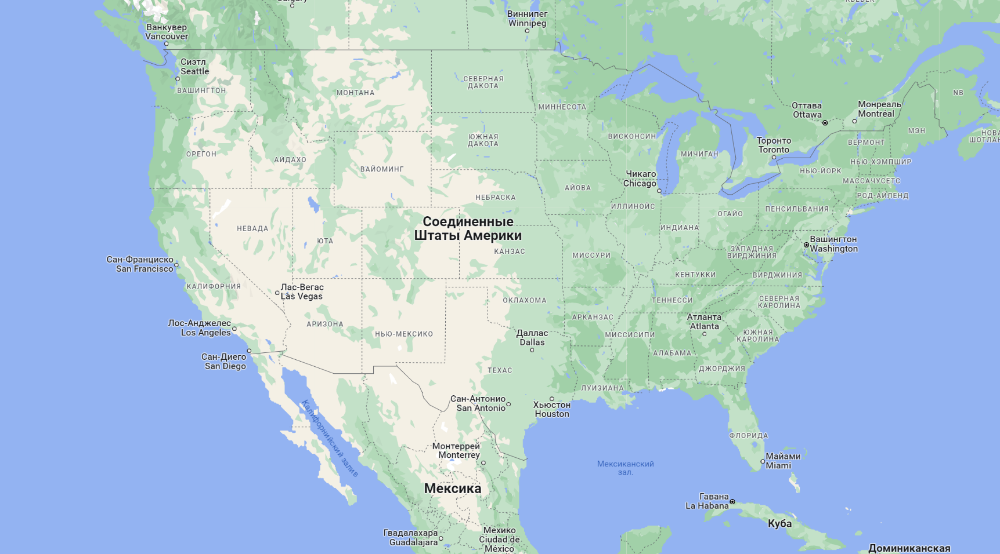 Calgary
КВЕБЕК
Виннипег
Winnipeg
Ванкувер
Vancouver
Сиэтл
Seattle
ВАШИНГТОН
МОНТАНА
СЕВЕРНАЯ
ДАКОТА
МИННЕСОТА
Оттава
Ottawa
Монреаль
Montréal
NB
МЭН
НОВА
ШОТЛАН
ВЕРМОНТ
ВИСКОНСИН
МИЧИГАН
Торонто
Toronto
ОРЕГОН
АЙДАХО
ЮЖНАЯ
ДАКОТА
ВАЙОМИНГ
НЬЮ-ХЭМПШИР
НЬЮ-ЙОРК
МАССАЧУСЕТС
РОД-АЙЛЕНД
Чикаго
Chicago
АЙОВА
НЕБРАСКА
ИЛЛИНОЙС
ОГАЙО
ПЕНСИЛЬВАНИЯ
ИНДИАНА
Соединенные
Штаты Америки
НЕВАДА
ЮТА
КАНЗАС
МИССУРИ
ЗАПАДНАЯ
ВИРДЖИНИЯ
Вашингтон
Washington
Сан-Франциско
San Francisco
КЕНТУККИ
ВИРДЖИНИЯ
КАЛИФОРНИЯ
Лас-Вегас
Las Vegas
ОКЛАХОМА
ТЕННЕССИ
СЕВЕРНАЯ
КАРОЛИНА
Лос-Анджелес
Los Angeles
АРИЗОНА
НЬЮ-МЕКСИКО
АРКАНЗАС
Атланта
Atlanta
Даллас
Dallas
МИССИСИПИ
ЮЖНАЯ
КАРОЛИНА
АЛАБАМА
Сан-Диего
San Diego
ТЕХАС
ДЖОРДЖИЯ
ЛУИЗИАНА
Сан-Антонио
San Antonio
Хьюстон
Houston
Калифорнийский залив
ФЛОРИДА
Монтеррей
Monterrey
Мексиканский
зал.
Майами
Miami
Мексика
Гавана
La Habana
Куба
Гвадалахара
Guadalajara
Мехико
Ciudad de
México
Доминиканская